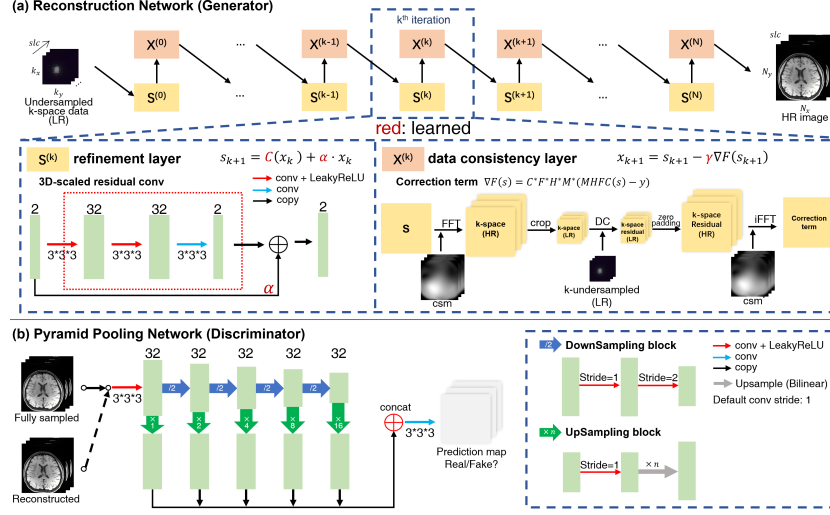 (a) Reconstruction Network (Generator)
kth iteration
slc
kx
ky
Undersampled
k-space data
(LR)
X(0)
...
X(k-1)
X(k)
X(k+1)
...
X(N)
S(0)
...
S(k-1)
S(k)
S(k+1)
...
S(N)
slc
Ny
Nx
HR image
red: learned
S(k) refinement layer
s_{k+1} = C(x_k) + α · x_k
3D-scaled residual conv
conv + LeakyReLU
conv
copy
2 32 32 2 2
3*3*3 3*3*3 3*3*3
α
X(k) data consistency layer
x_{k+1} = s_{k+1} − γ∇F(s_{k+1})
Correction term ∇F(s) = C*F*H*M*(MHFC(s) − y)
S
FFT
csm
k-space
(HR)
crop
k-space
(LR)
DC
k-undersampled
(LR)
k-space
residual
(LR)
zero
padding
k-space
Residual
(HR)
iFFT
csm
Correction
term
(b) Pyramid Pooling Network (Discriminator)
32 32 32 32 32
Fully sampled
Reconstructed
3*3*3
/2 /2 /2 /2
×1 ×2 ×4 ×8 ×16
concat
3*3*3
Prediction map
Real/Fake?
/2 DownSampling block
Stride=1 Stride=2
×n UpSampling block
Stride=1 ×n
conv + LeakyReLU
conv
copy
Upsample (Bilinear)
Default conv stride: 1